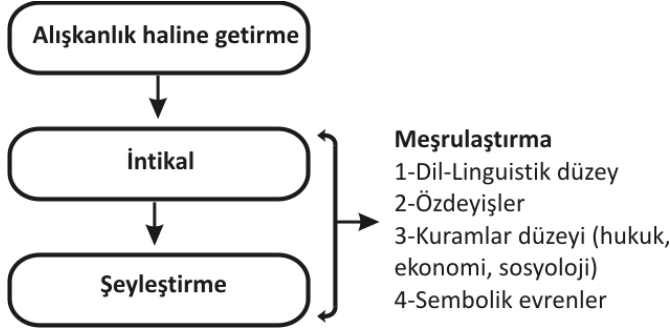 Alışkanlık haline getirme
İntikal
Şeyleştirme
Meşrulaştırma
1-Dil-Linguistik düzey
2-Özdeyişler
3-Kuramlar düzeyi (hukuk,
ekonomi, sosyoloji)
4-Sembolik evrenler